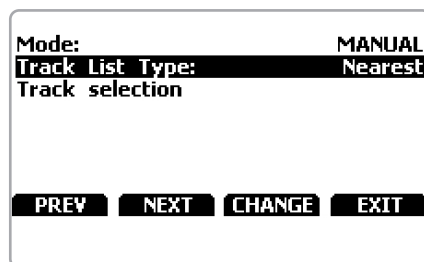 Mode: MANUAL
Track List Type: Nearest
Track selection
PREV NEXT CHANGE EXIT